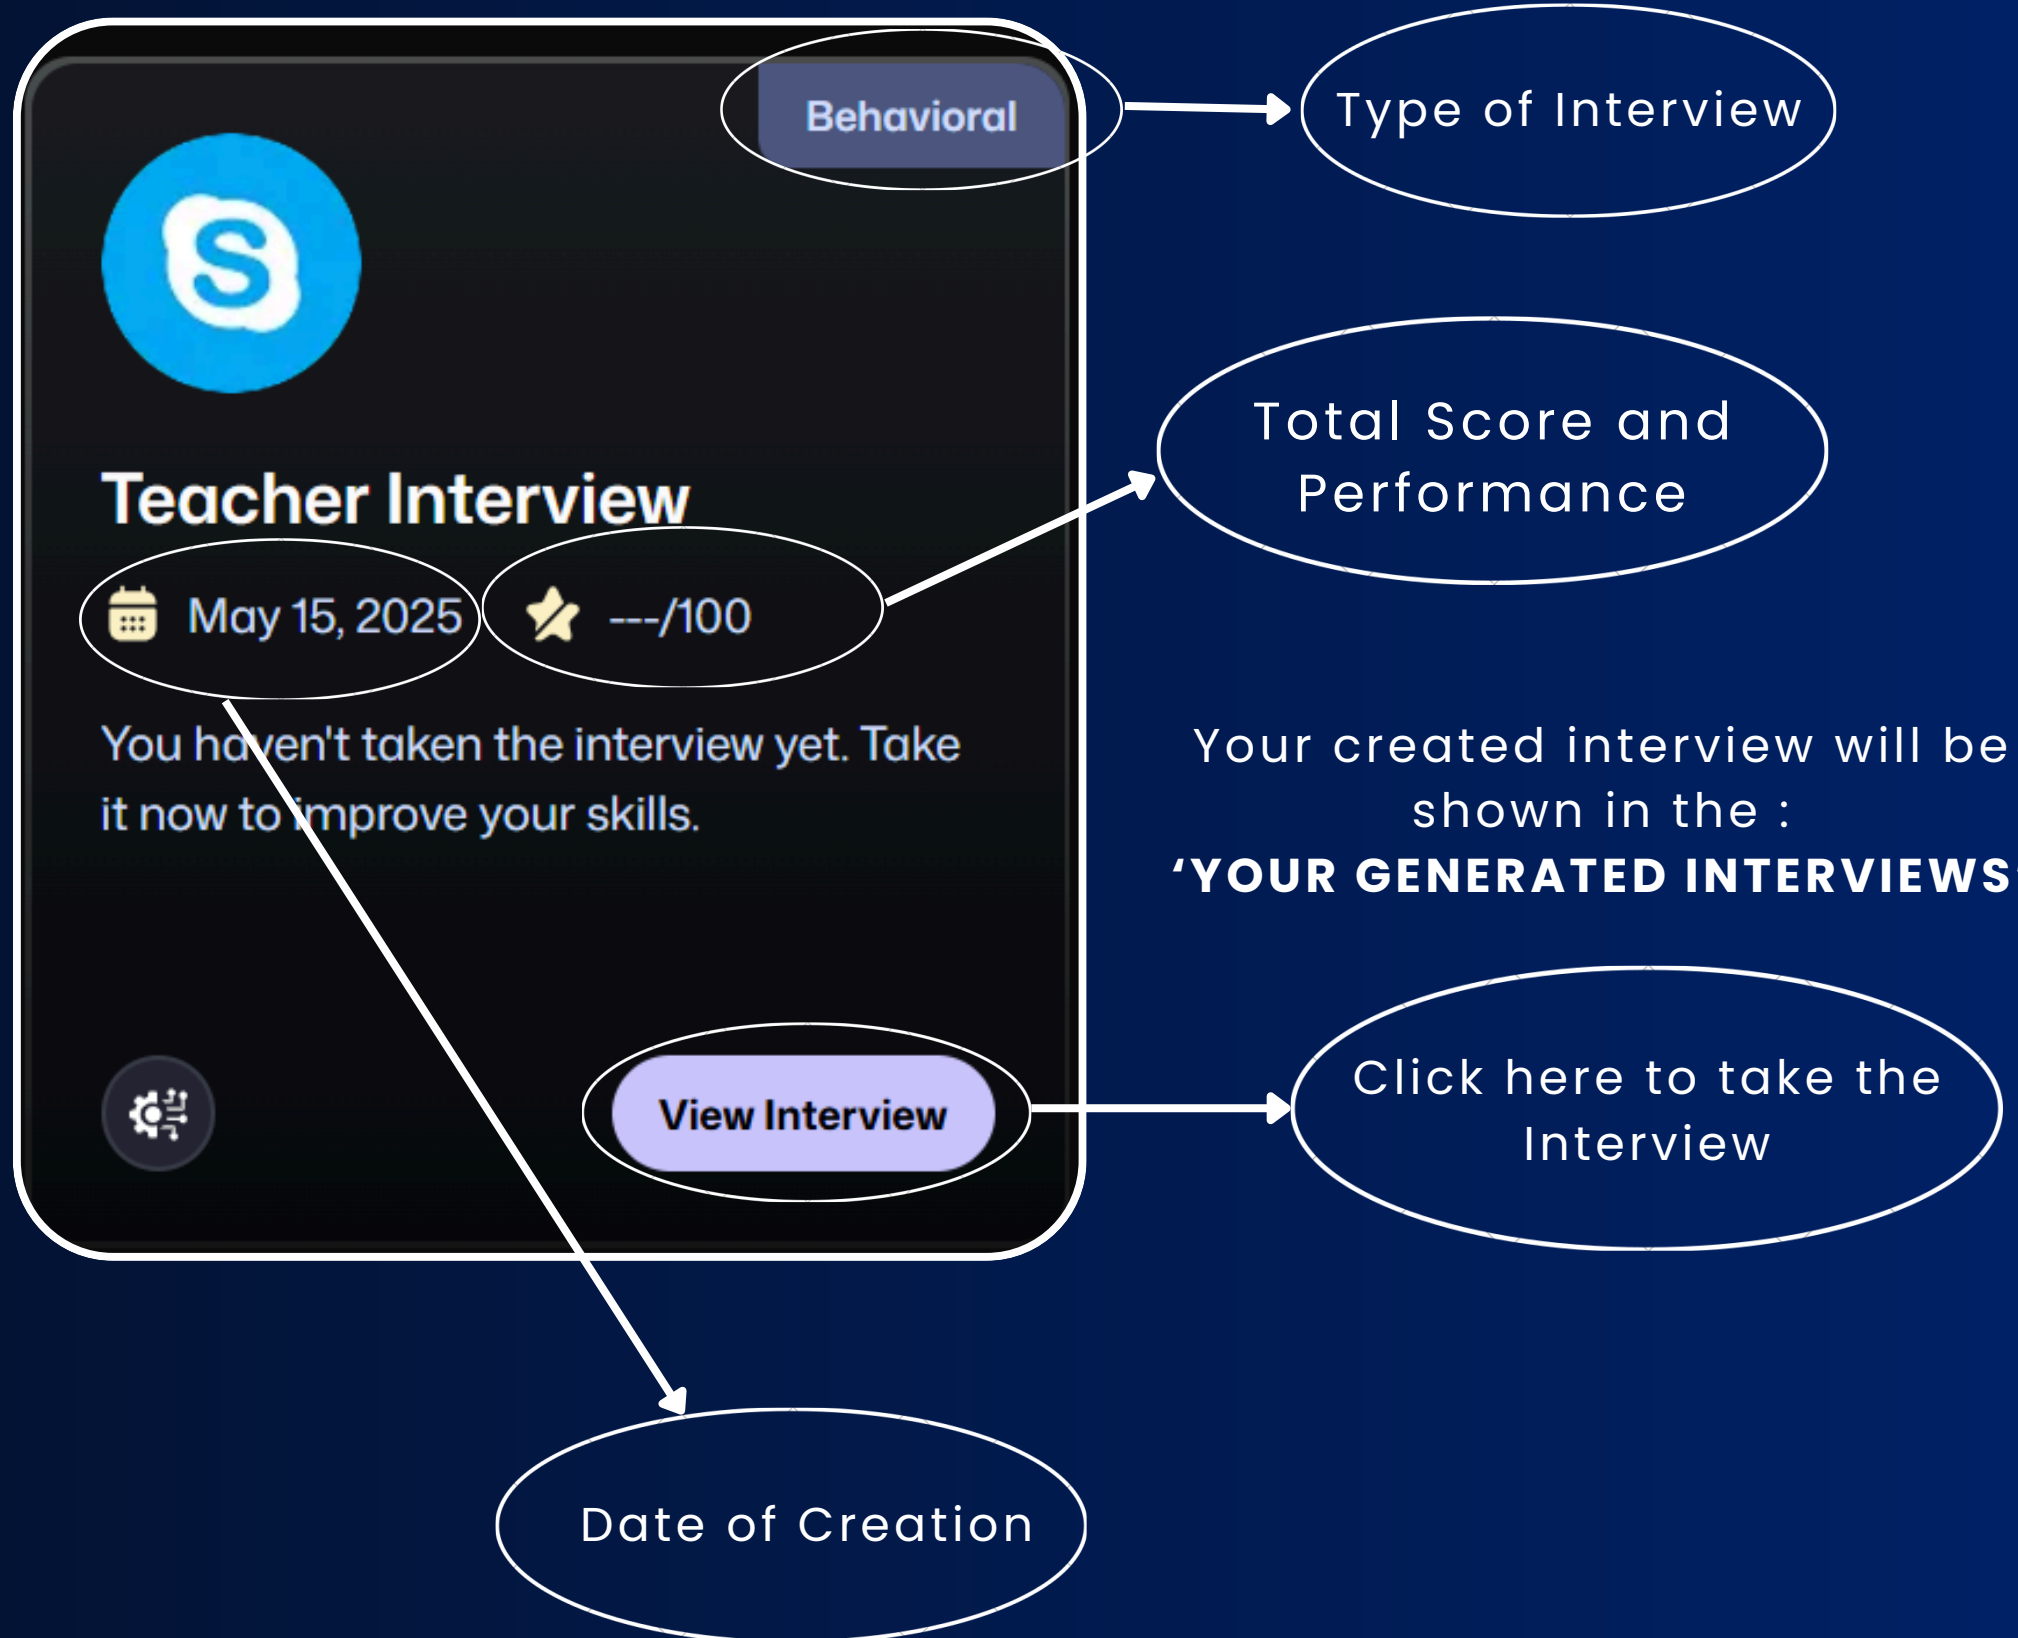 Behavioral
Type of Interview
Teacher Interview
May 15, 2025
---/100
Total Score and
Performance
You haven't taken the interview yet. Take
it now to improve your skills.
Your created interview will be
shown in the :
‘YOUR GENERATED INTERVIEWS‘
View Interview
Click here to take the
Interview
Date of Creation